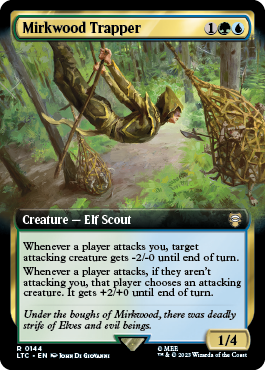 Mirkwood Trapper 1
Creature — Elf Scout
Whenever a player attacks you, target
attacking creature gets -2/-0 until end of turn.
Whenever a player attacks, if they aren't
attacking you, that player chooses an attacking
creature. It gets +2/+0 until end of turn.
Under the boughs of Mirkwood, there was deadly
strife of Elves and evil beings.
1/4
R 0144 © MEE
LTC • EN John Di Giovanni ™ & © 2023 Wizards of the Coast